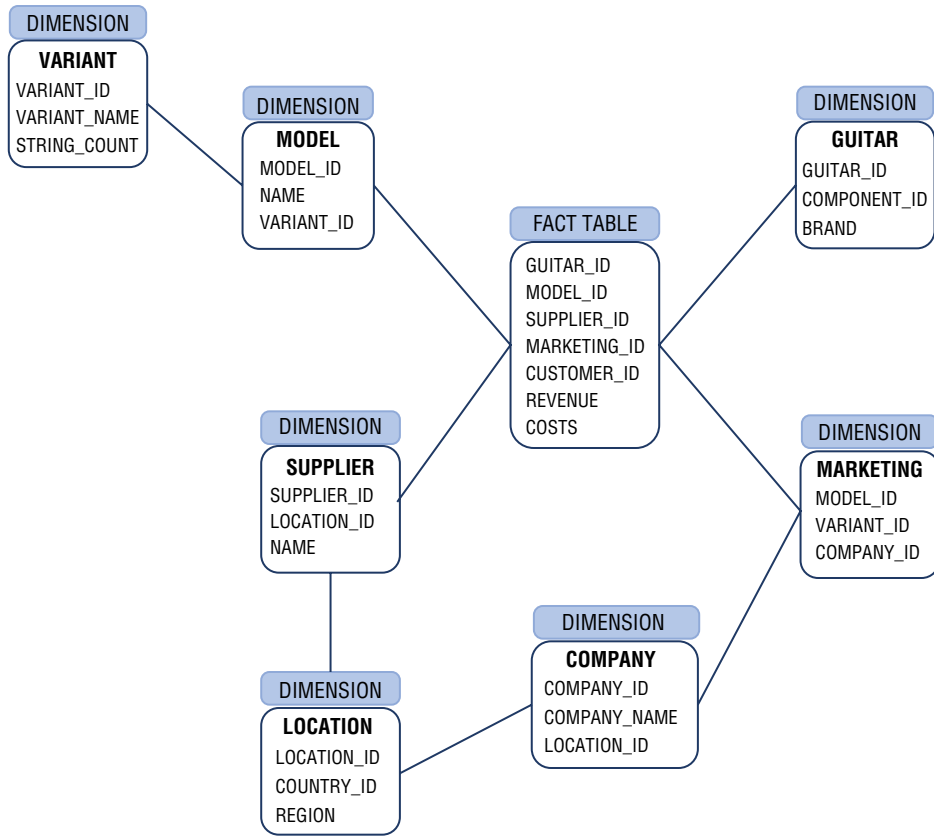 DIMENSION
VARIANT
VARIANT_ID
VARIANT_NAME
STRING_COUNT
DIMENSION
MODEL
MODEL_ID
NAME
VARIANT_ID
DIMENSION
GUITAR
GUITAR_ID
COMPONENT_ID
BRAND
FACT TABLE
GUITAR_ID
MODEL_ID
SUPPLIER_ID
MARKETING_ID
CUSTOMER_ID
REVENUE
COSTS
DIMENSION
SUPPLIER
SUPPLIER_ID
LOCATION_ID
NAME
DIMENSION
MARKETING
MODEL_ID
VARIANT_ID
COMPANY_ID
DIMENSION
COMPANY
COMPANY_ID
COMPANY_NAME
LOCATION_ID
DIMENSION
LOCATION
LOCATION_ID
COUNTRY_ID
REGION